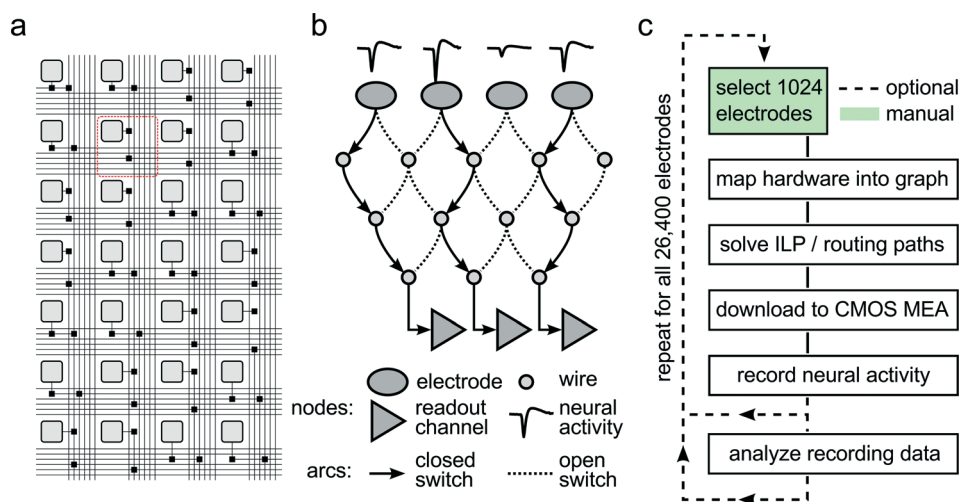 a
b
nodes:
electrode
wire
readout
channel
neural
activity
arcs:
closed
switch
open
switch
c
select 1024
electrodes
optional
manual
map hardware into graph
solve ILP / routing paths
download to CMOS MEA
record neural activity
analyze recording data
repeat for all 26,400 electrodes